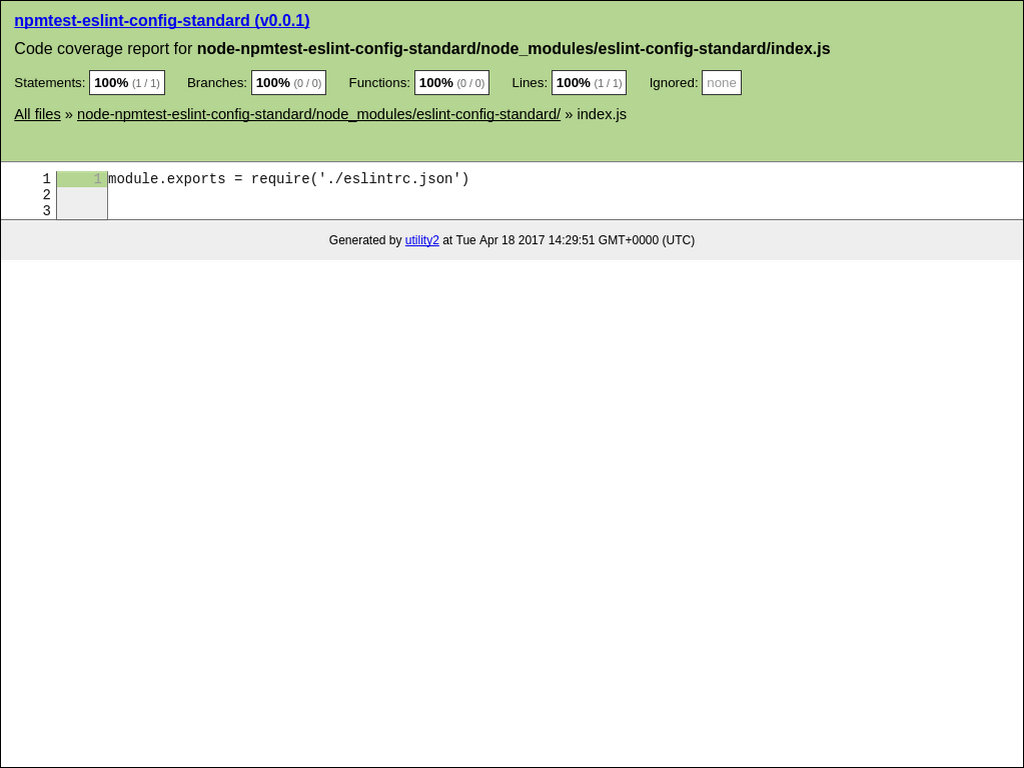 npmtest-eslint-config-standard (v0.0.1)
Code coverage report for node-npmtest-eslint-config-standard/node_modules/eslint-config-standard/index.js
Statements: 100% (1 / 1) Branches: 100% (0 / 0) Functions: 100% (0 / 0) Lines: 100% (1 / 1) Ignored: none
All files » node-npmtest-eslint-config-standard/node_modules/eslint-config-standard/ » index.js
1 1 module.exports = require('./eslintrc.json')
2
3
Generated by utility2 at Tue Apr 18 2017 14:29:51 GMT+0000 (UTC)